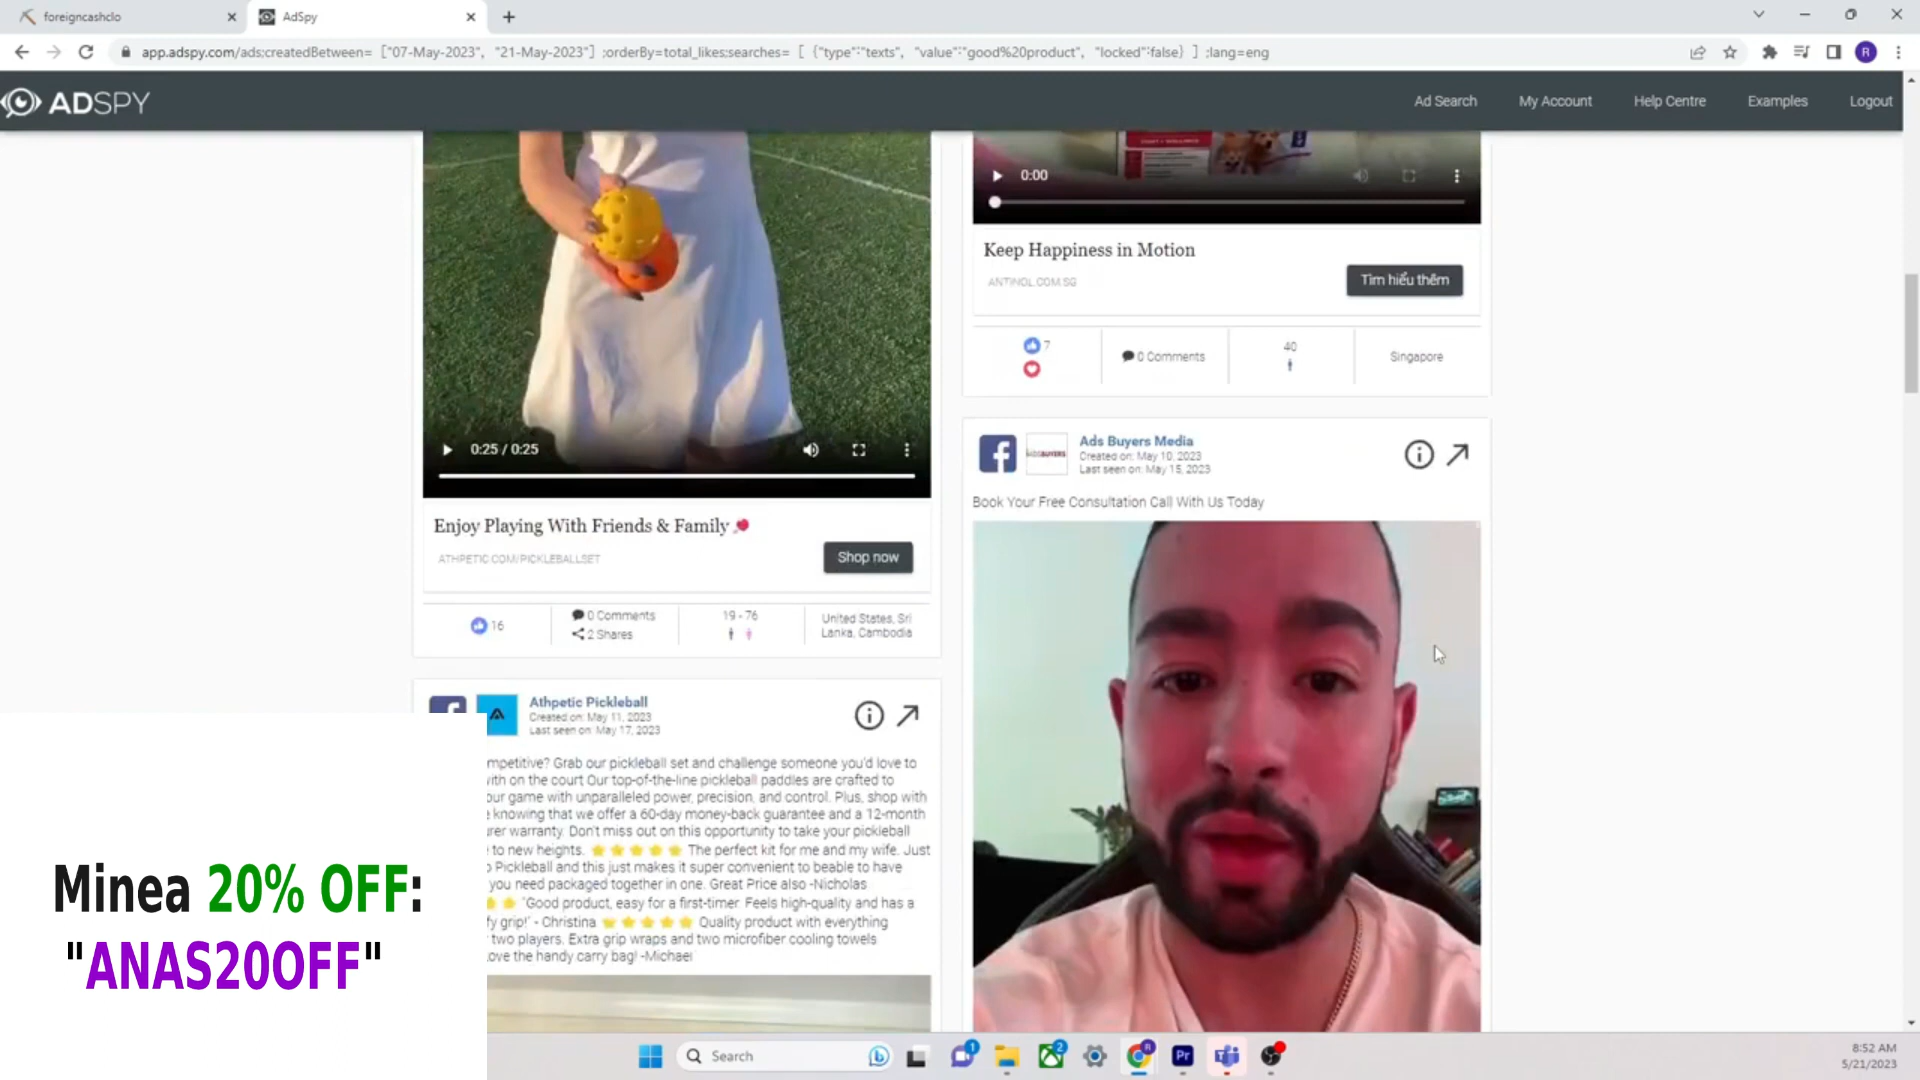 foreigncashclo
AdSpy
app.adspy.com/ads;createdBetween= ["07-May-2023", "21-May-2023"] ;orderBy=total_likes;searches= [ {"type":"texts", "value":"good%20product", "locked":false} ] ;lang=eng
R
ADSPY
Ad Search
My Account
Help Centre
Examples
Logout
0:25 / 0:25
Enjoy Playing With Friends & Family
ATHPETIC.COM/PICKLEBALLSET
Shop now
16
0 Comments
2 Shares
19 - 76
United States, Sri
Lanka, Cambodia
Athpetic Pickleball
Created on: May 11, 2023
Last seen on: May 17, 2023
Grab our pickleball set and challenge someone you'd love to
on the court Our top-of-the-line pickleball paddles are crafted to
game with unparalleled power, precision, and control. Plus, shop with
knowing that we offer a 60-day money-back guarantee and a 12-month
warranty. Don't miss out on this opportunity to take your pickleball
to new heights. ⭐⭐⭐⭐⭐ The perfect kit for me and my wife. Just
Pickleball and this just makes it super convenient to beable to have
you need packaged together in one. Great Price also -Nicholas
"Good product, easy for a first-timer. Feels high-quality and has a
grip!" - Christina ⭐⭐⭐⭐⭐ Quality product with everything
two players. Extra grip wraps and two microfiber cooling towels
love the handy carry bag! -Michael
0:00
Keep Happiness in Motion
ANTINOL.COM.SG
Tìm hiểu thêm
7
0 Comments
40
Singapore
ADSBUYERS
Ads Buyers Media
Created on: May 10, 2023
Last seen on: May 15, 2023
Book Your Free Consultation Call With Us Today
Minea 20% OFF:
"ANAS20OFF"
Search
1
2
R
Pr
8:52 AM
5/21/2023